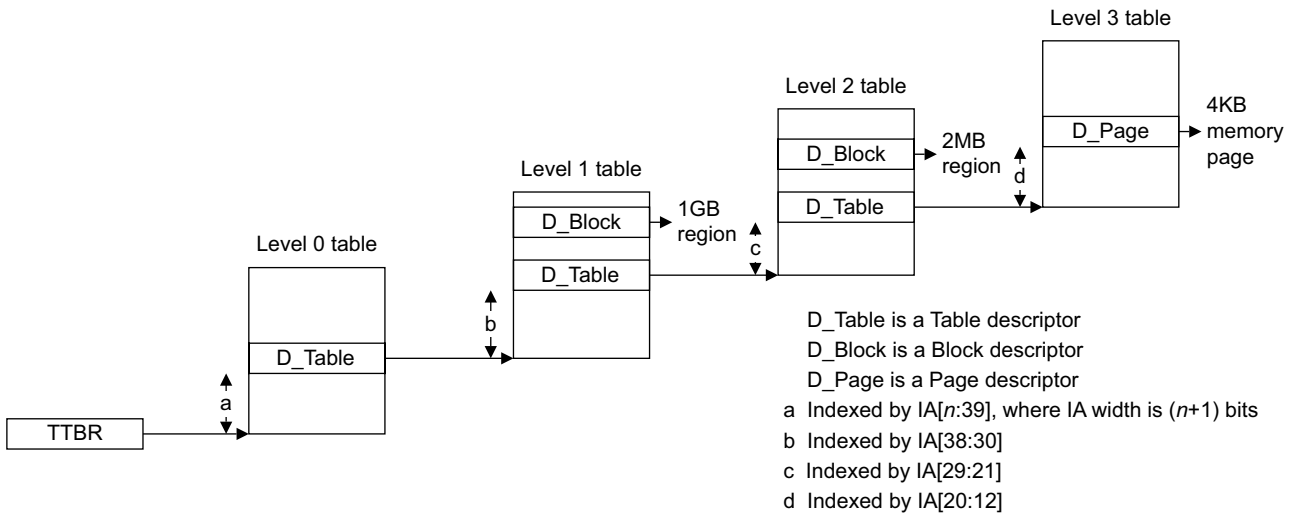 Level 3 table
D_Page
4KB
memory
page
d
Level 2 table
D_Block
2MB
region
D_Table
c
Level 1 table
D_Block
1GB
region
D_Table
b
Level 0 table
D_Table
a
TTBR
D_Table is a Table descriptor
D_Block is a Block descriptor
D_Page is a Page descriptor
a Indexed by IA[n:39], where IA width is (n+1) bits
b Indexed by IA[38:30]
c Indexed by IA[29:21]
d Indexed by IA[20:12]